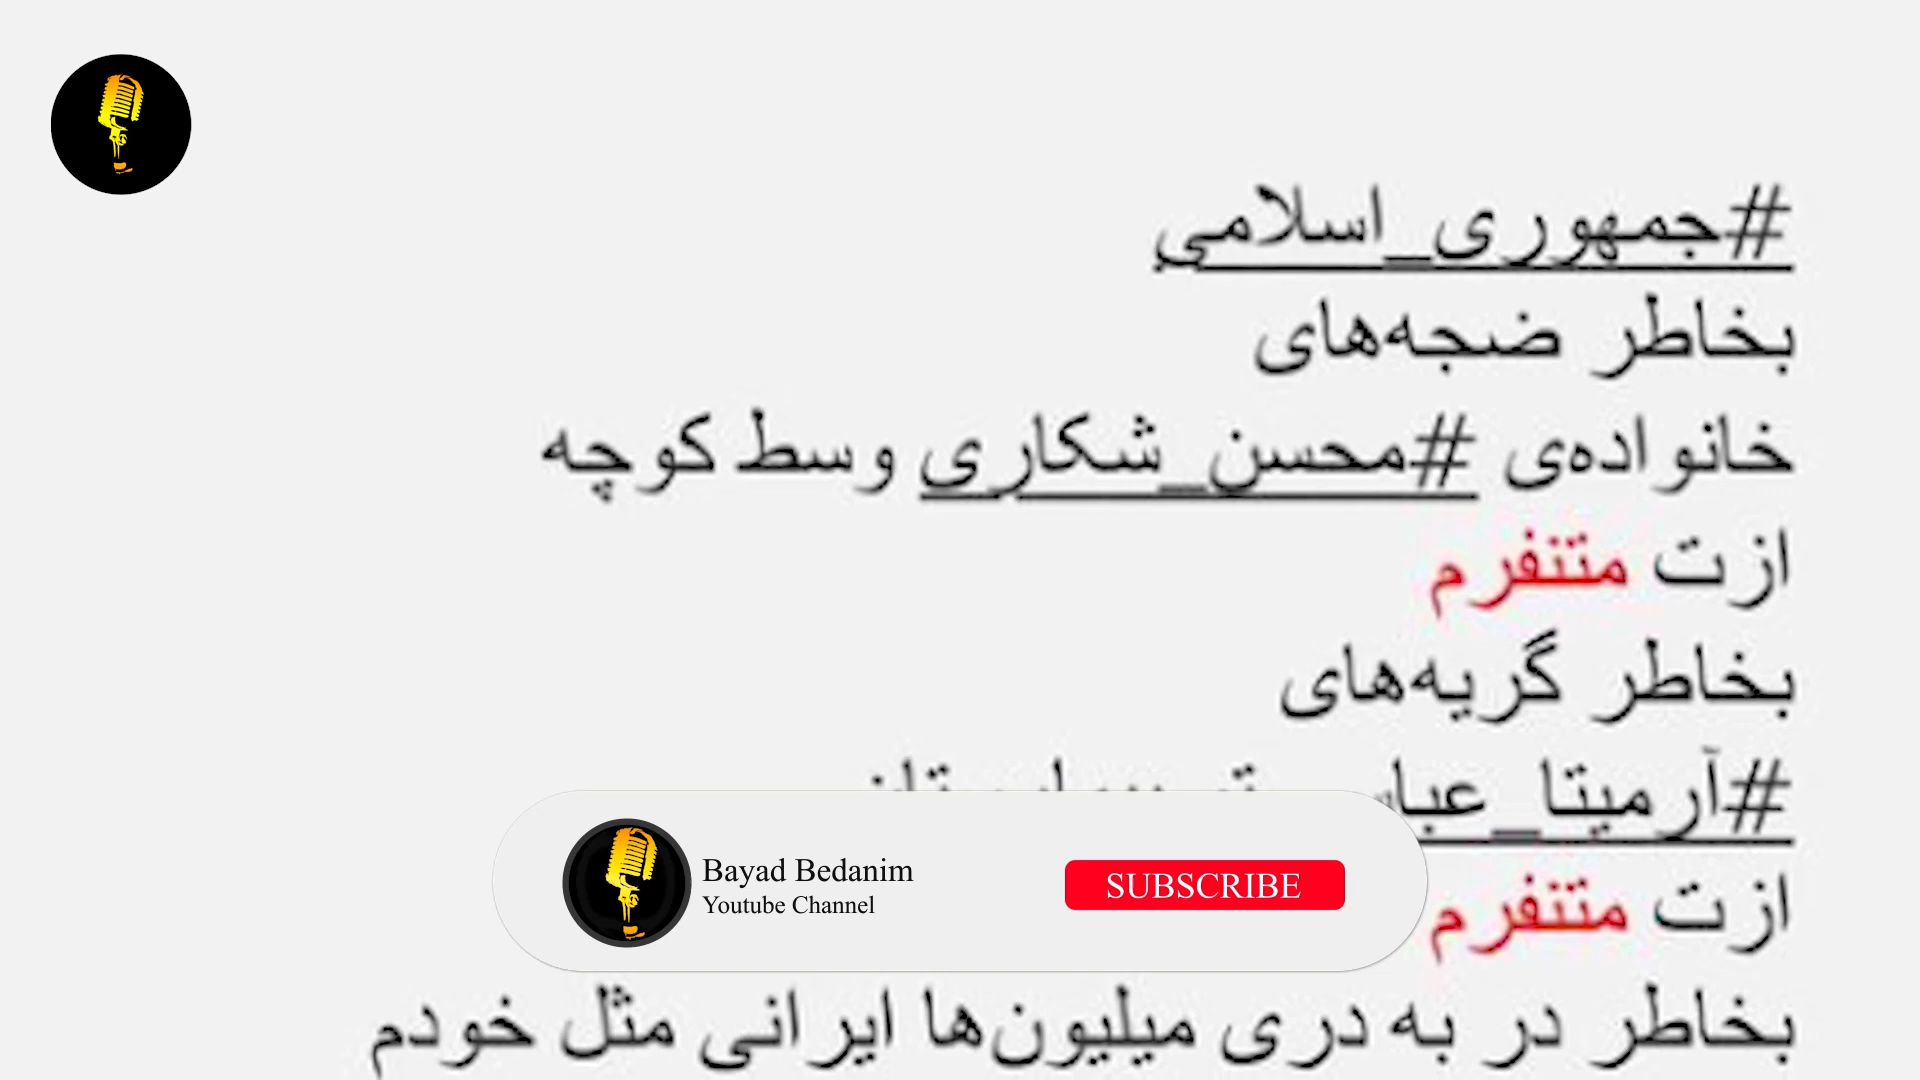 #جمهوری_اسلامی
بخاطر ضجه‌های
خانواده‌ی #محسن_شکاری وسط کوچه
ازت متنفرم
بخاطر گریه‌های
#آرمیتا
Bayad Bedanim
Youtube Channel
SUBSCRIBE
ازت متنفرم
بخاطر در به دری میلیون‌ها ایرانی مثل خودم